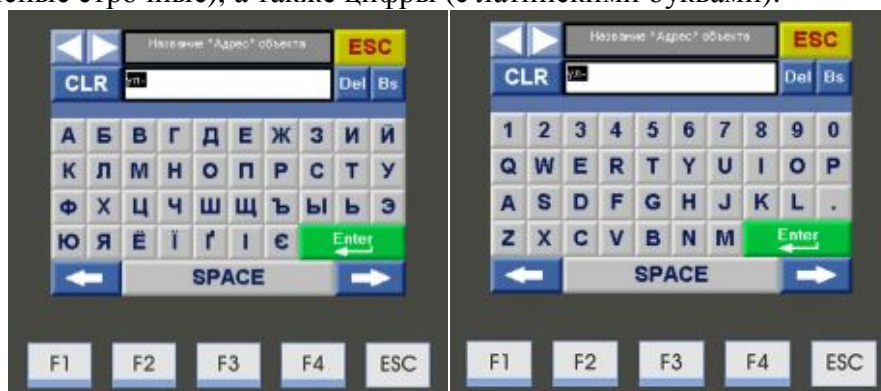 строчные), а также цифры (с латинскими буквами).
Название "Адрес" объекта ESC
CLR ул- Del Bs
А Б В Г Д Е Ж З И Й
К Л М Н О П Р С Т У
Ф Х Ц Ч Ш Щ Ъ Ы Ь Э
Ю Я Ё Ї Ґ І Є Enter
SPACE
F1 F2 F3 F4 ESC
Название "Адрес" объекта ESC
CLR ул- Del Bs
1 2 3 4 5 6 7 8 9 0
Q W E R T Y U I O P
A S D F G H J K L .
Z X C V B N M Enter
SPACE
F1 F2 F3 F4 ESC